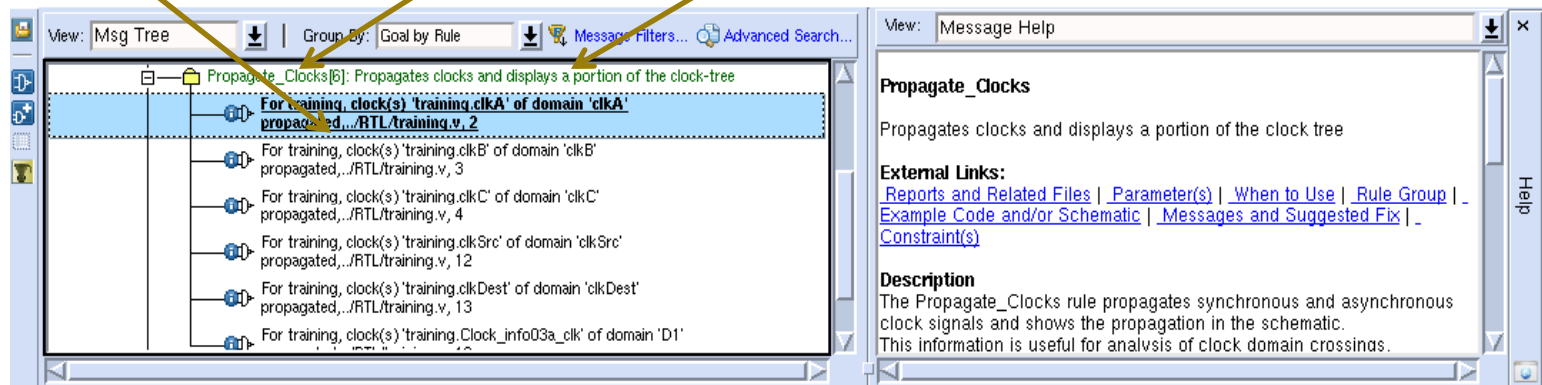 View: Msg Tree Group By: Goal by Rule Message Filters... Advanced Search...
Propagate_Clocks[6]: Propagates clocks and displays a portion of the clock-tree
For training, clock(s) 'training.clkA' of domain 'clkA'
propagated,../RTL/training.v, 2
For training, clock(s) 'training.clkB' of domain 'clkB'
propagated,../RTL/training.v, 3
For training, clock(s) 'training.clkC' of domain 'clkC'
propagated,../RTL/training.v, 4
For training, clock(s) 'training.clkSrc' of domain 'clkSrc'
propagated,../RTL/training.v, 12
For training, clock(s) 'training.clkDest' of domain 'clkDest'
propagated,../RTL/training.v, 13
For training, clock(s) 'training.Clock_info03a_clk' of domain 'D1'
View: Message Help
Propagate_Clocks
Propagates clocks and displays a portion of the clock tree
External Links:
Reports and Related Files | Parameter(s) | When to Use | Rule Group |
Example Code and/or Schematic | Messages and Suggested Fix |
Constraint(s)
Description
The Propagate_Clocks rule propagates synchronous and asynchronous
clock signals and shows the propagation in the schematic.
This information is useful for analysis of clock domain crossings.
Help